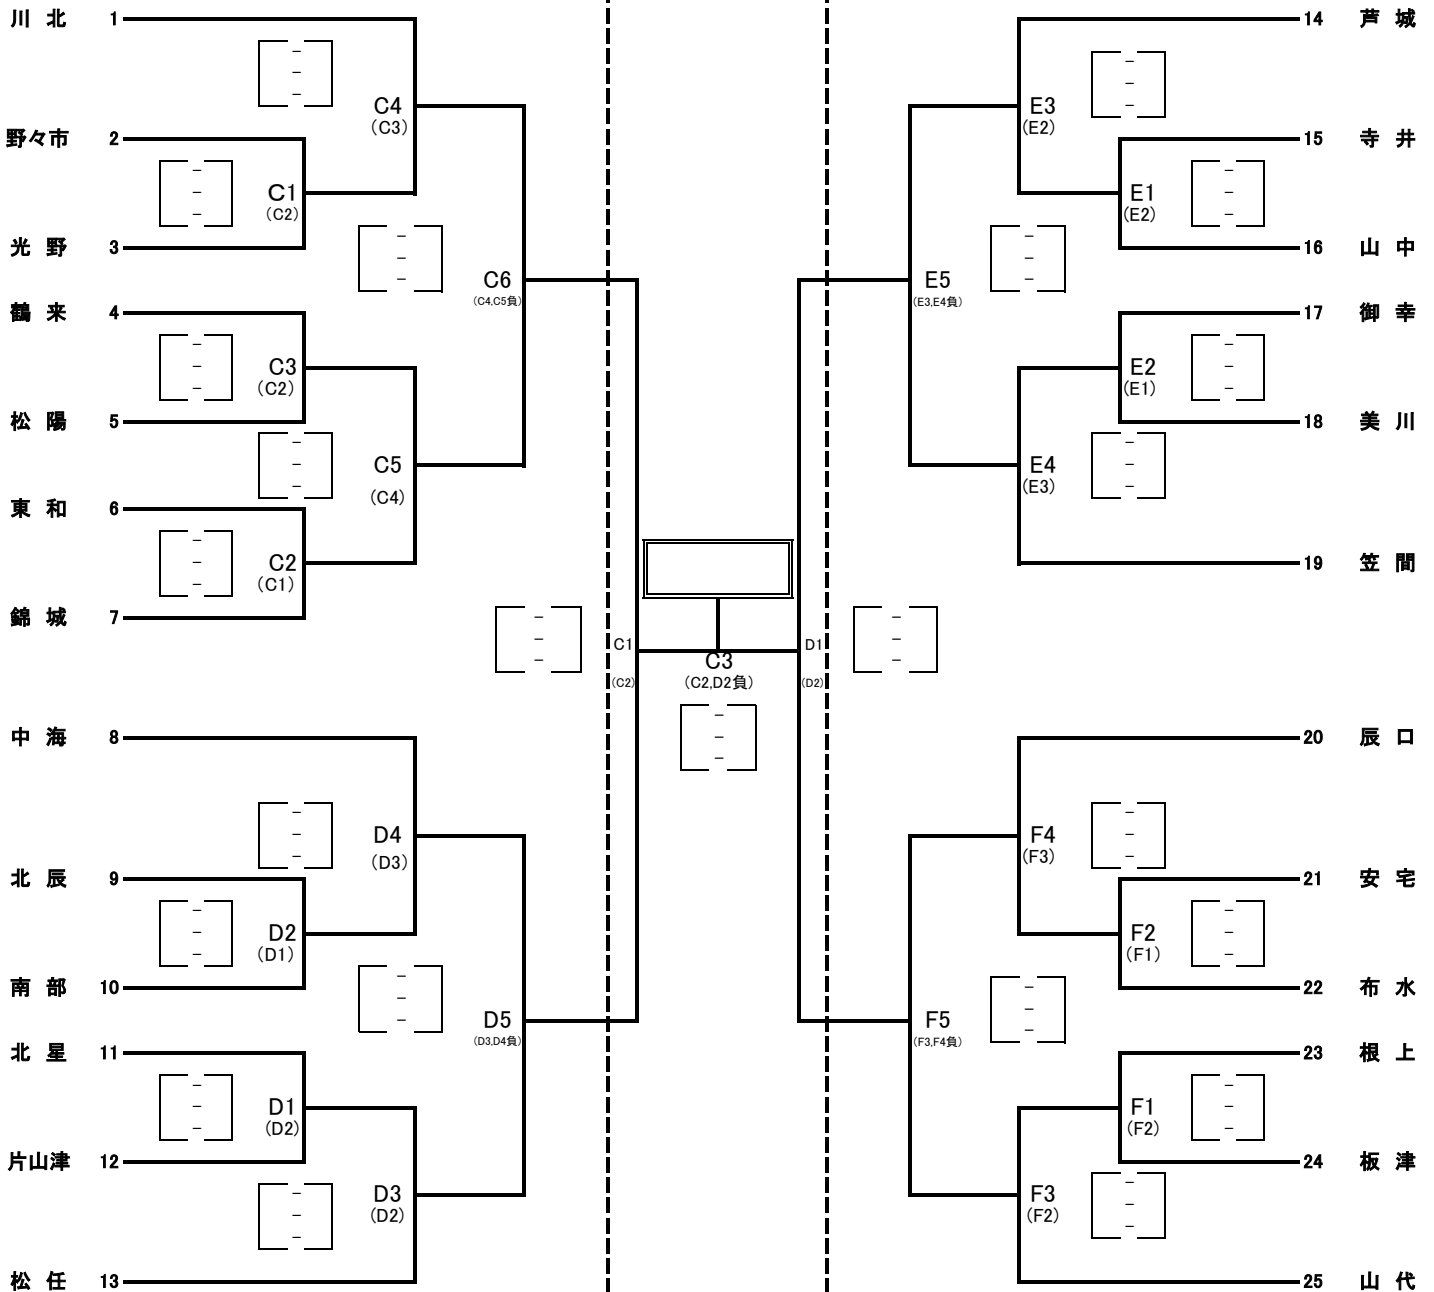 川 北 1
野々市 2
光 野 3
鶴 来 4
松 陽 5
東 和 6
錦 城 7
中 海 8
北 辰 9
南 部 10
北 星 11
片山津 12
松 任 13
- - -
C4
(C3)
- - -
C1
(C2)
- - -
C6
(C4,C5負)
- - -
C3
(C2)
- - -
C5
(C4)
- - -
C2
(C1)
- - -
C1
(C2)
- - -
D4
(D3)
- - -
D2
(D1)
- - -
D5
(D3,D4負)
- - -
D1
(D2)
- - -
D3
(D2)
C3
(C2,D2負)
- - -
D1
(D2)
- - -
E3
(E2)
- - -
E1
(E2)
- - -
E5
(E3,E4負)
- - -
E2
(E1)
- - -
E4
(E3)
- - -
F4
(F3)
- - -
F2
(F1)
- - -
F5
(F3,F4負)
- - -
F1
(F2)
- - -
F3
(F2)
- - -
14 芦 城
15 寺 井
16 山 中
17 御 幸
18 美 川
19 笠 間
20 辰 口
21 安 宅
22 布 水
23 根 上
24 板 津
25 山 代